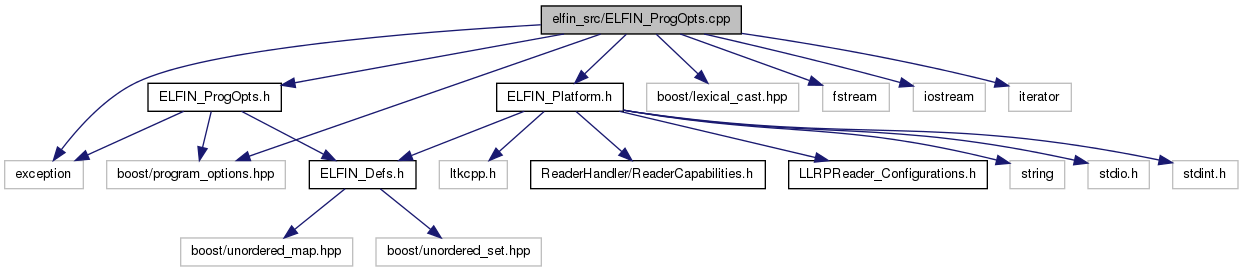 elfin_src/ELFIN_ProgOpts.cpp
ELFIN_ProgOpts.h
ELFIN_Platform.h
boost/lexical_cast.hpp
fstream
iostream
iterator
exception
boost/program_options.hpp
ELFIN_Defs.h
ltkcpp.h
ReaderHandler/ReaderCapabilities.h
LLRPReader_Configurations.h
string
stdio.h
stdint.h
boost/unordered_map.hpp
boost/unordered_set.hpp